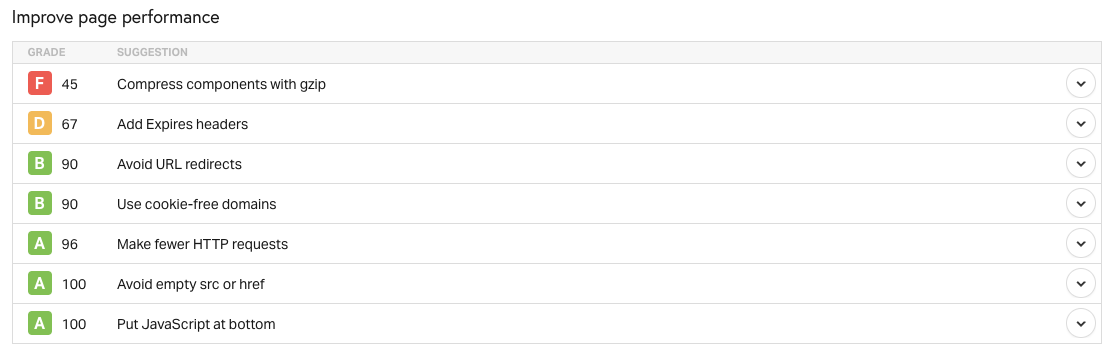 Improve page performance
GRADE SUGGESTION
F 45 Compress components with gzip
D 67 Add Expires headers
B 90 Avoid URL redirects
B 90 Use cookie-free domains
A 96 Make fewer HTTP requests
A 100 Avoid empty src or href
A 100 Put JavaScript at bottom